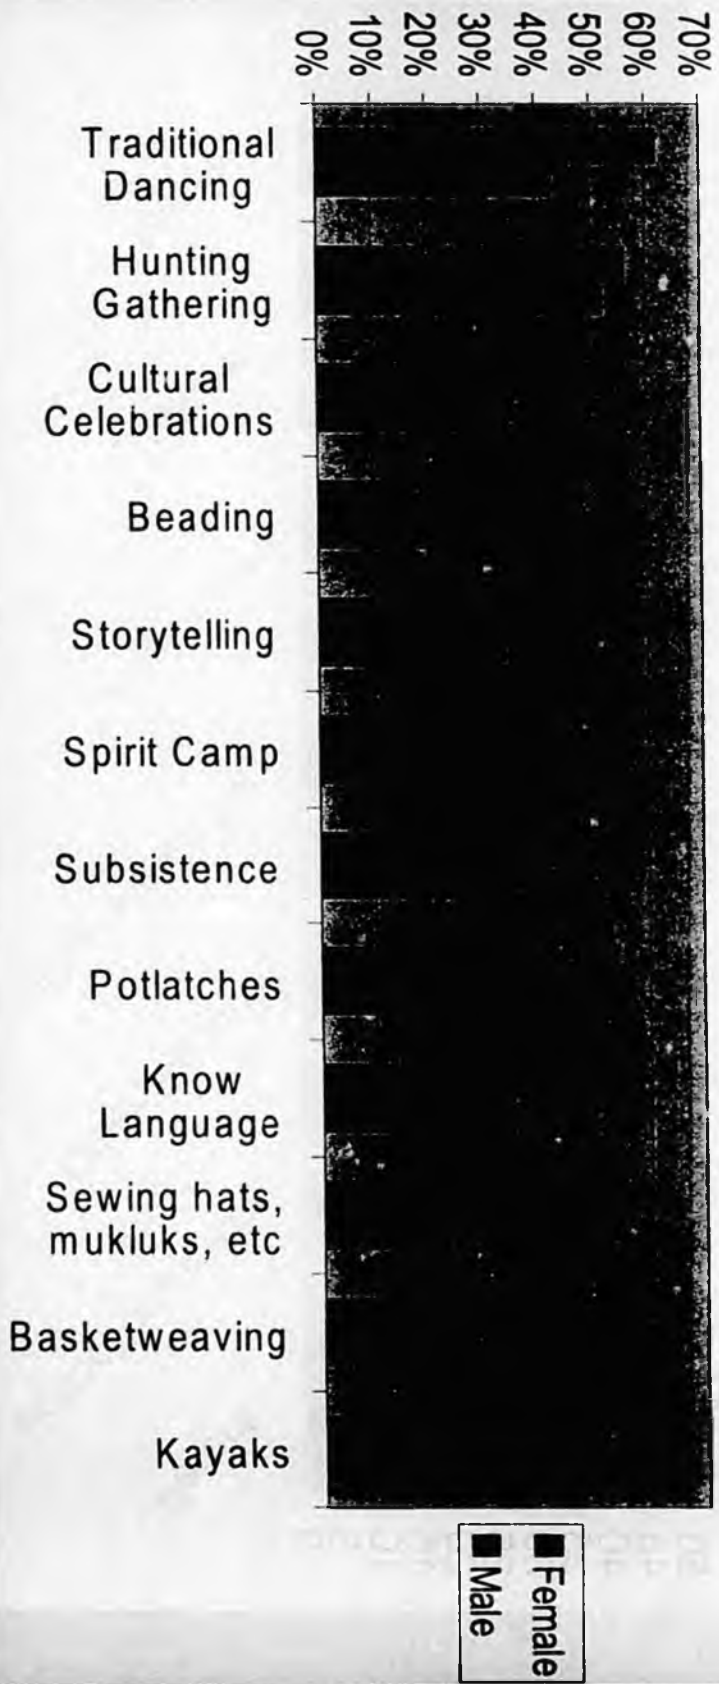 70%
60%
50%
40%
30%
20%
10%
0%
Traditional
Dancing
Hunting
Gathering
Cultural
Celebrations
Beading
Storytelling
Spirit Camp
Subsistence
Potlatches
Know
Language
Sewing hats,
mukluks, etc
Basketweaving
Kayaks
Female
Male